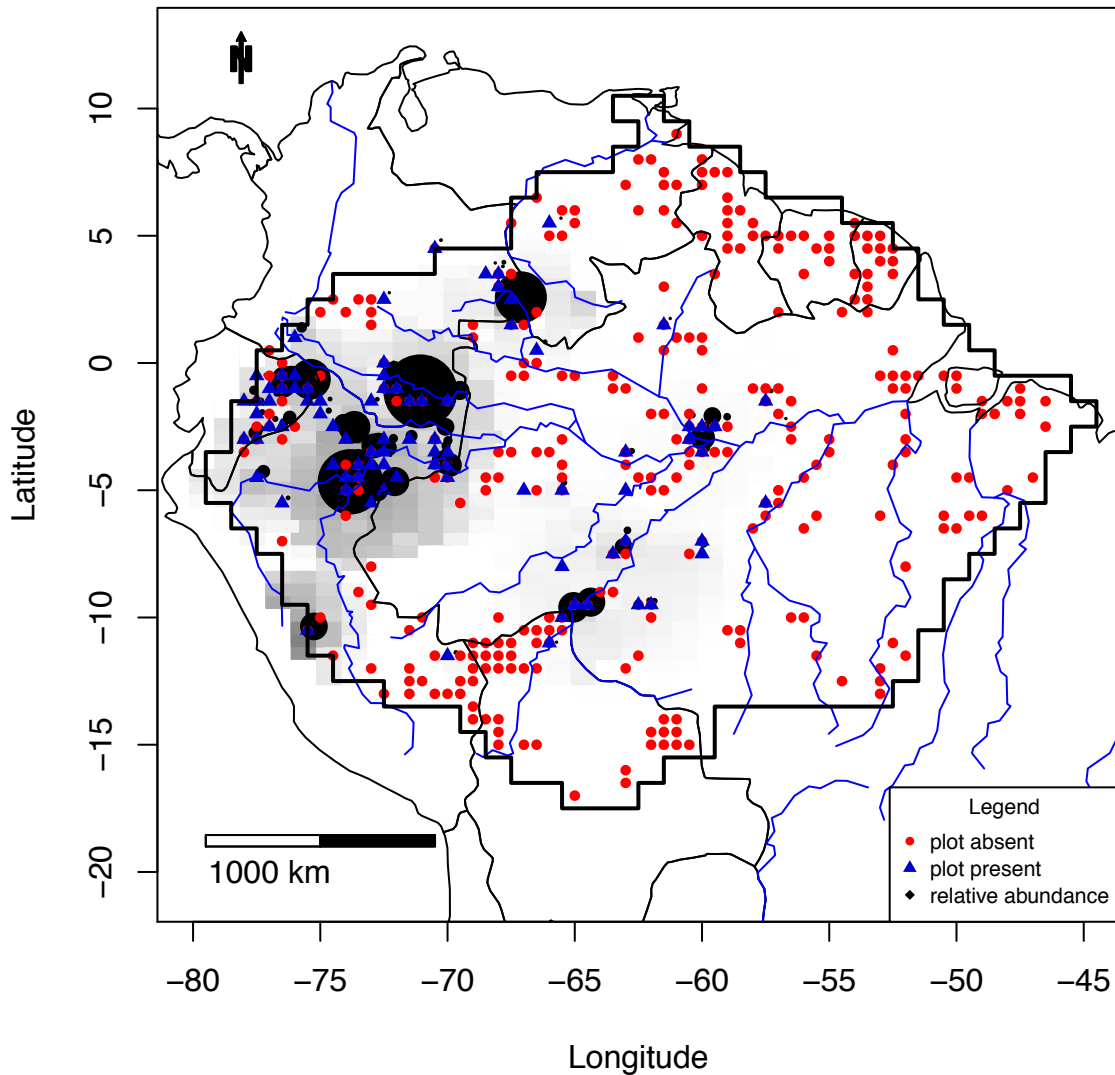 N
10
5
0
−5
−10
−15
−20
Latitude
1000 km
Legend
plot absent
plot present
relative abundance
−80
−75
−70
−65
−60
−55
−50
−45
Longitude